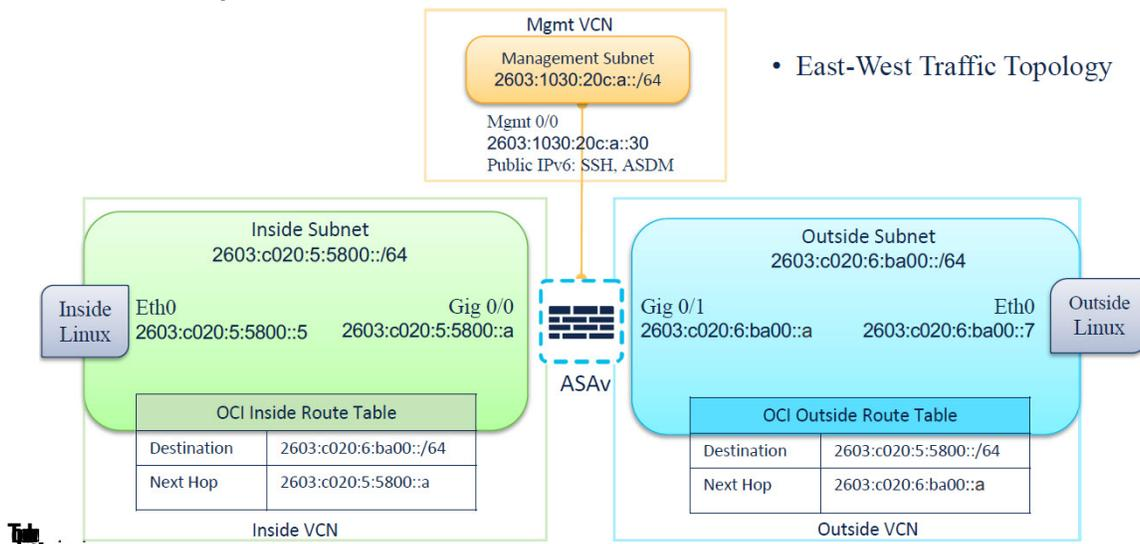 Mgmt VCN
Management Subnet
2603:1030:20c:a::/64
• East-West Traffic Topology
Mgmt 0/0
2603:1030:20c:a::30
Public IPv6: SSH, ASDM
Inside Subnet
2603:c020:5:5800::/64
Outside Subnet
2603:c020:6:ba00::/64
Inside
Linux
Eth0
2603:c020:5:5800::5
Gig 0/0
2603:c020:5:5800::a
ASAv
Gig 0/1
2603:c020:6:ba00::a
Eth0
2603:c020:6:ba00::7
Outside
Linux
OCI Inside Route Table
Destination 2603:c020:6:ba00::/64
Next Hop 2603:c020:5:5800::a
Inside VCN
OCI Outside Route Table
Destination 2603:c020:5:5800::/64
Next Hop 2603:c020:6:ba00::a
Outside VCN